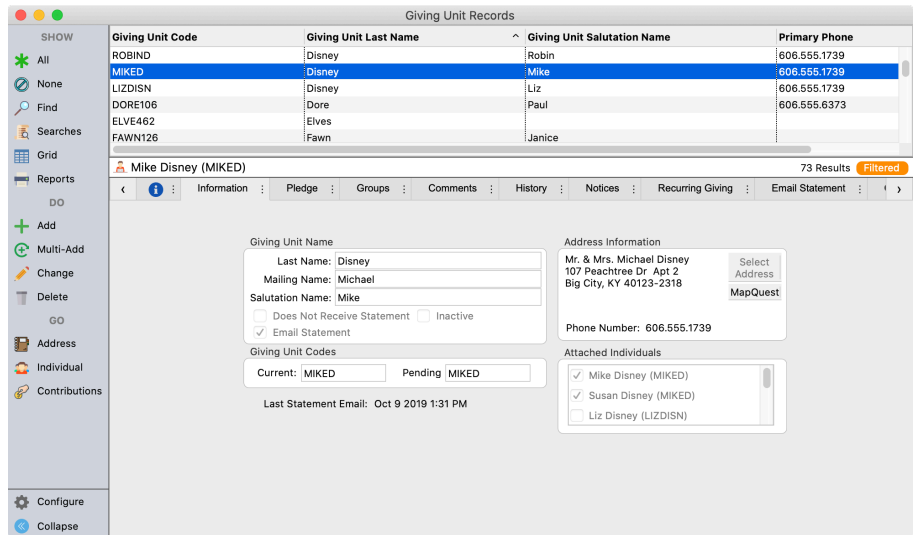 Giving Unit Records
SHOW
All
None
Find
Searches
Grid
Reports
DO
Add
Multi-Add
Change
Delete
GO
Address
Individual
Contributions
Configure
Collapse
Giving Unit Code Giving Unit Last Name Giving Unit Salutation Name Primary Phone
ROBIND Disney Robin 606.555.1739
MIKED Disney Mike 606.555.1739
LIZDISN Disney Liz 606.555.1739
DORE106 Dore Paul 606.555.6373
ELVE462 Elves
FAWN126 Fawn Janice
Mike Disney (MIKED) 73 Results Filtered
Information Pledge Groups Comments History Notices Recurring Giving Email Statement
Giving Unit Name
Last Name: Disney
Mailing Name: Michael
Salutation Name: Mike
Does Not Receive Statement Inactive
Email Statement
Giving Unit Codes
Current: MIKED Pending MIKED
Last Statement Email: Oct 9 2019 1:31 PM
Address Information
Mr. & Mrs. Michael Disney
107 Peachtree Dr Apt 2
Big City, KY 40123-2318
Select
Address
MapQuest
Phone Number: 606.555.1739
Attached Individuals
Mike Disney (MIKED)
Susan Disney (MIKED)
Liz Disney (LIZDISN)